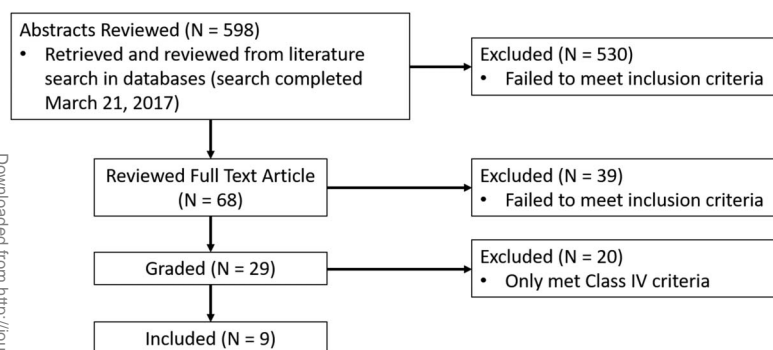 Abstracts Reviewed (N = 598)
• Retrieved and reviewed from literature
search in databases (search completed
March 21, 2017)
Excluded (N = 530)
• Failed to meet inclusion criteria
Reviewed Full Text Article
(N = 68)
Excluded (N = 39)
• Failed to meet inclusion criteria
Graded (N = 29)
Excluded (N = 20)
• Only met Class IV criteria
Included (N = 9)
Downloaded from http://jou